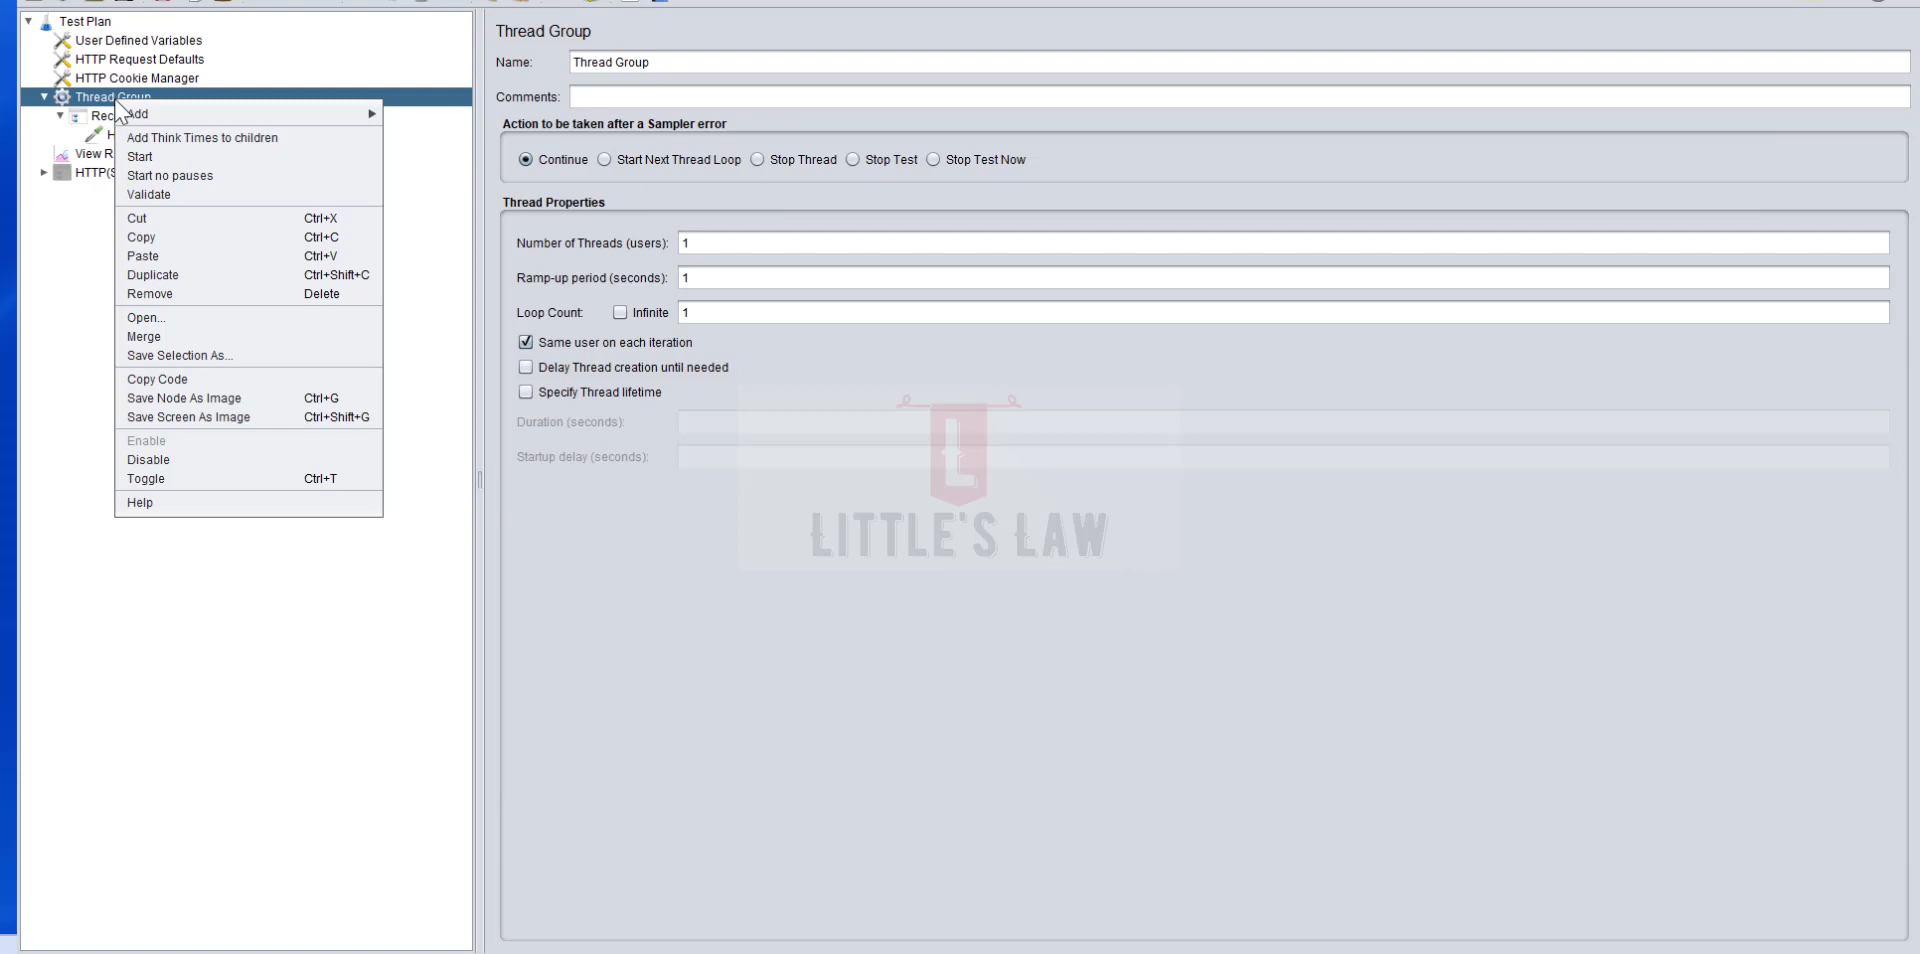 Test Plan
User Defined Variables
HTTP Request Defaults
HTTP Cookie Manager
Thread Group
Rec
H
View R
HTTP(S
Add
Add Think Times to children
Start
Start no pauses
Validate
Cut Ctrl+X
Copy Ctrl+C
Paste Ctrl+V
Duplicate Ctrl+Shift+C
Remove Delete
Open...
Merge
Save Selection As...
Copy Code
Save Node As Image Ctrl+G
Save Screen As Image Ctrl+Shift+G
Enable
Disable
Toggle Ctrl+T
Help
Thread Group
Name: Thread Group
Comments:
Action to be taken after a Sampler error
Continue Start Next Thread Loop Stop Thread Stop Test Stop Test Now
Thread Properties
Number of Threads (users): 1
Ramp-up period (seconds): 1
Loop Count: Infinite 1
Same user on each iteration
Delay Thread creation until needed
Specify Thread lifetime
Duration (seconds):
Startup delay (seconds):
L
LITTLE'S LAW